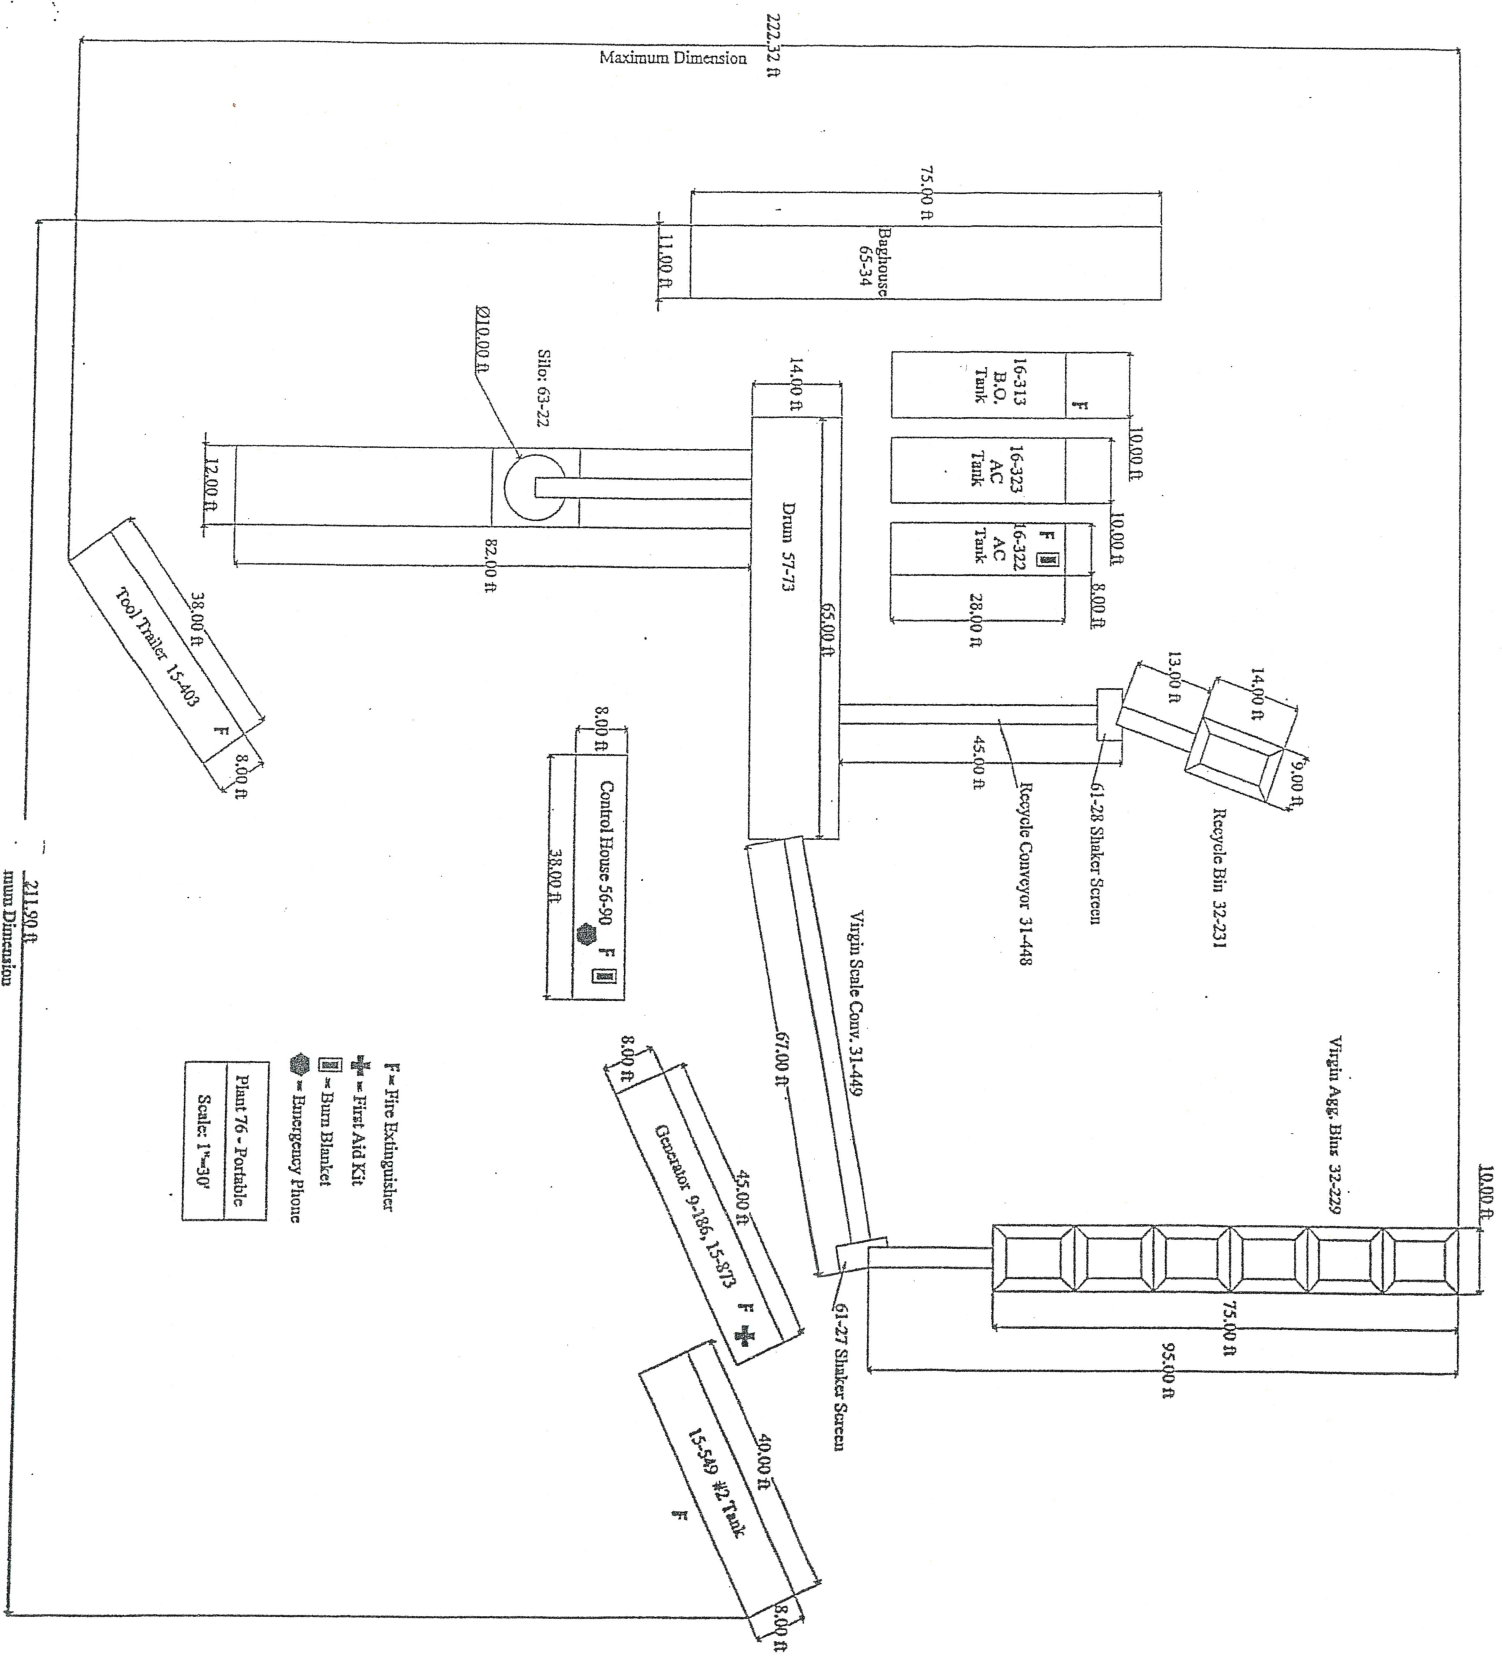 222.32 ft
Maximum Dimension
75.00 ft
Baghouse
65-34
11.00 ft
Ø10.00 ft
Silo: 63-22
12.00 ft
82.00 ft
14.00 ft
Drum 57-73
65.00 ft
16-313
B.O.
Tank
F
10.00 ft
16-323
AC
Tank
10.00 ft
16-322
AC
Tank
F
8.00 ft
28.00 ft
13.00 ft
14.00 ft
9.00 ft
Recycle Bin 32-231
61-28 Shaker Screen
Recycle Conveyor 31-448
45.00 ft
38.00 ft
Tool Trailer 15-403
F
8.00 ft
8.00 ft
Control House 56-90
F
38.00 ft
Virgin Scale Conv. 31-449
67.00 ft
Virgin Agg. Bins 32-229
10.00 ft
75.00 ft
95.00 ft
61-27 Shaker Screen
8.00 ft
Generator 9-186, 15-873
F
45.00 ft
40.00 ft
15-549 #2 Tank
F
8.00 ft
F = Fire Extinguisher
= First Aid Kit
= Burn Blanket
= Emergency Phone
Plant 76 - Portable
Scale: 1"=30'
211.90 ft
mum Dimension